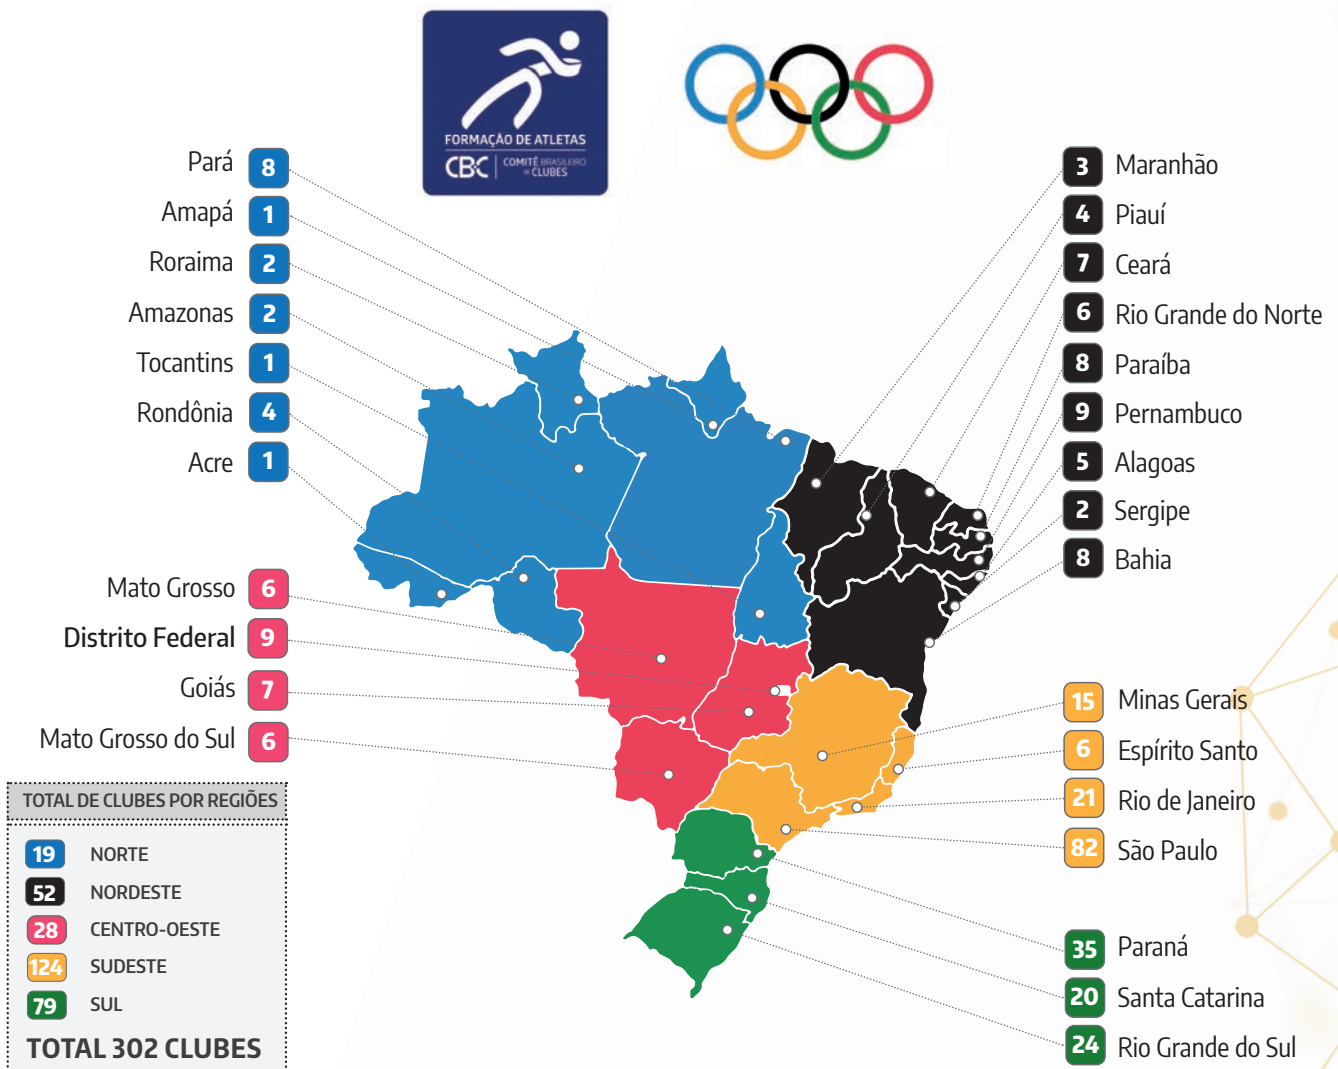 FORMAÇÃO DE ATLETAS
CBC COMITÊ BRASILEIRO DE CLUBES
Pará 8
Amapá 1
Roraima 2
Amazonas 2
Tocantins 1
Rondônia 4
Acre 1
3 Maranhão
4 Piauí
7 Ceará
6 Rio Grande do Norte
8 Paraíba
9 Pernambuco
5 Alagoas
2 Sergipe
8 Bahia
Mato Grosso 6
Distrito Federal 9
Goiás 7
Mato Grosso do Sul 6
15 Minas Gerais
6 Espírito Santo
21 Rio de Janeiro
82 São Paulo
35 Paraná
20 Santa Catarina
24 Rio Grande do Sul
TOTAL DE CLUBES POR REGIÕES
19 NORTE
52 NORDESTE
28 CENTRO-OESTE
124 SUDESTE
79 SUL
TOTAL 302 CLUBES